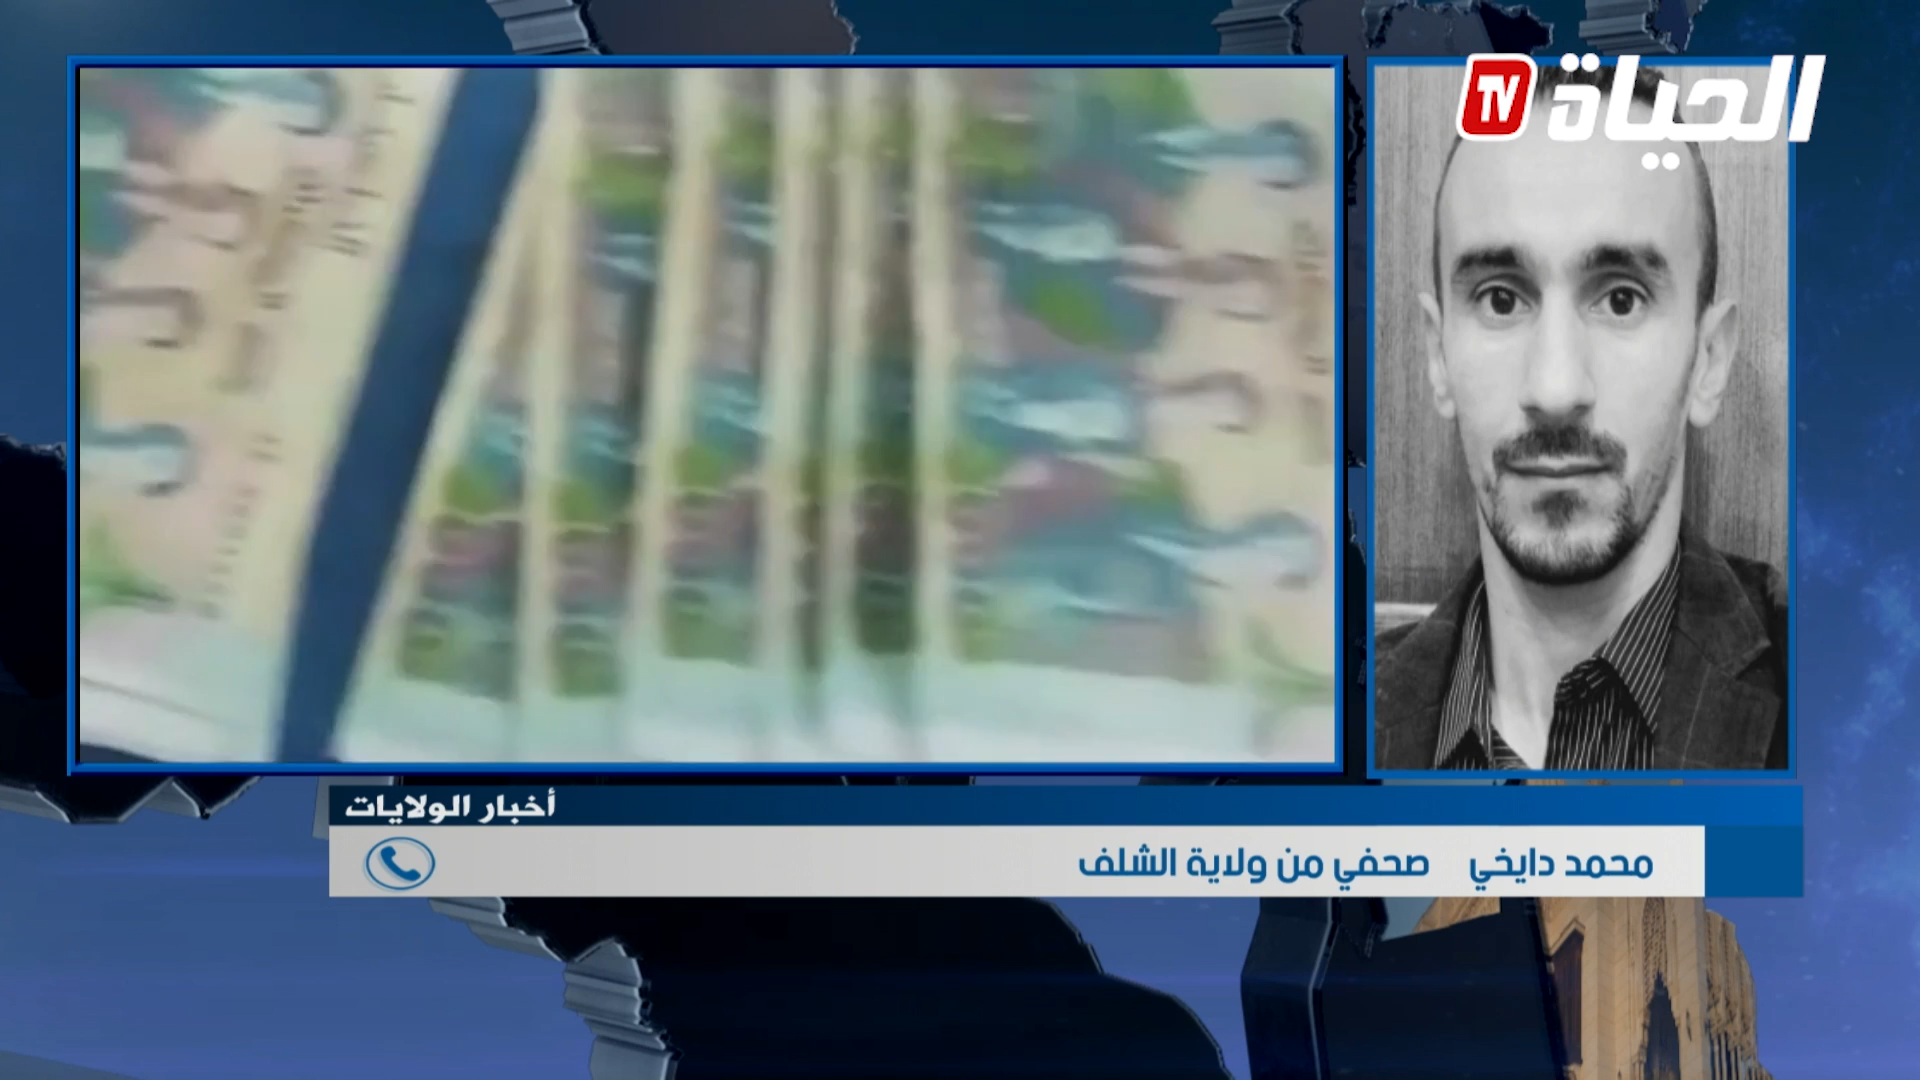 الحياة TV
أخبار الولايات
محمد دايخي صحفي من ولاية الشلف